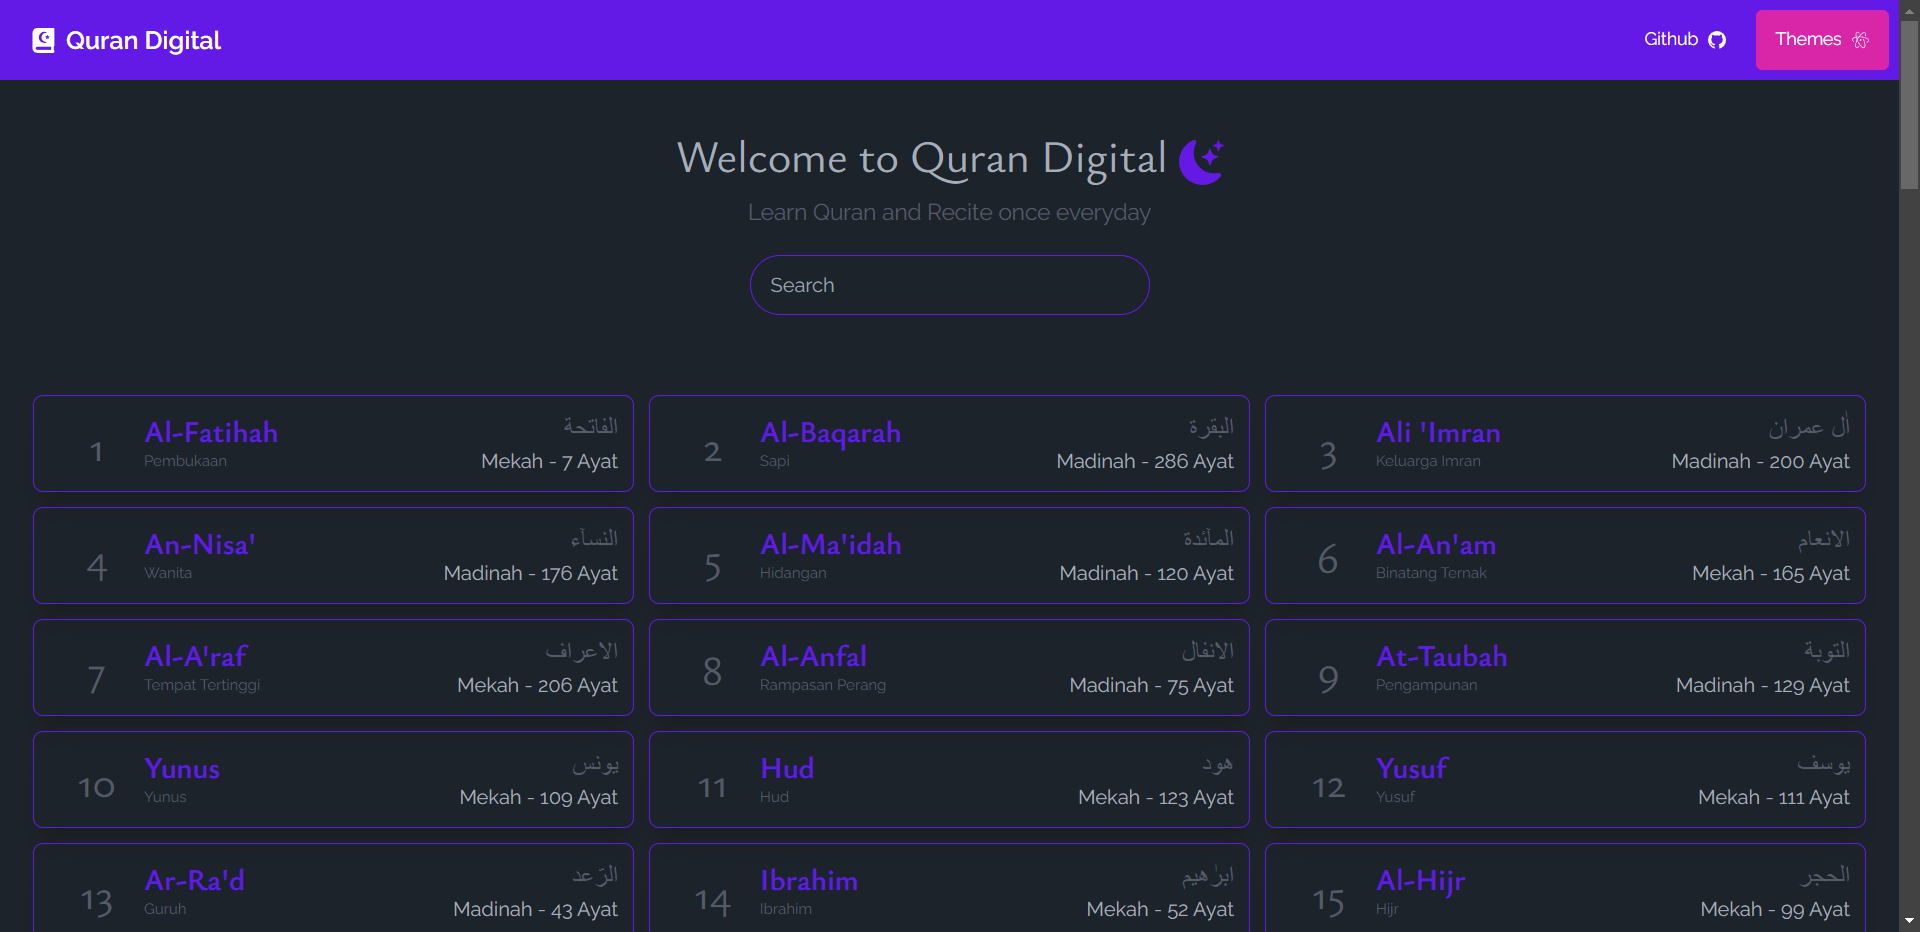 Quran Digital
Github
Themes
Welcome to Quran Digital
Learn Quran and Recite once everyday
Search
1
Al-Fatihah
Pembukaan
الفاتحة
Mekah - 7 Ayat
2
Al-Baqarah
Sapi
البقرة
Madinah - 286 Ayat
3
Ali 'Imran
Keluarga Imran
اٰل عمران
Madinah - 200 Ayat
4
An-Nisa'
Wanita
النساۤء
Madinah - 176 Ayat
5
Al-Ma'idah
Hidangan
الماۤئدة
Madinah - 120 Ayat
6
Al-An'am
Binatang Ternak
الانعام
Mekah - 165 Ayat
7
Al-A'raf
Tempat Tertinggi
الاعراف
Mekah - 206 Ayat
8
Al-Anfal
Rampasan Perang
الانفال
Madinah - 75 Ayat
9
At-Taubah
Pengampunan
التوبة
Madinah - 129 Ayat
10
Yunus
Yunus
يونس
Mekah - 109 Ayat
11
Hud
Hud
هود
Mekah - 123 Ayat
12
Yusuf
Yusuf
يوسف
Mekah - 111 Ayat
13
Ar-Ra'd
Guruh
الرّعد
Madinah - 43 Ayat
14
Ibrahim
Ibrahim
ابرٰهيم
Mekah - 52 Ayat
15
Al-Hijr
Hijr
الحجر
Mekah - 99 Ayat